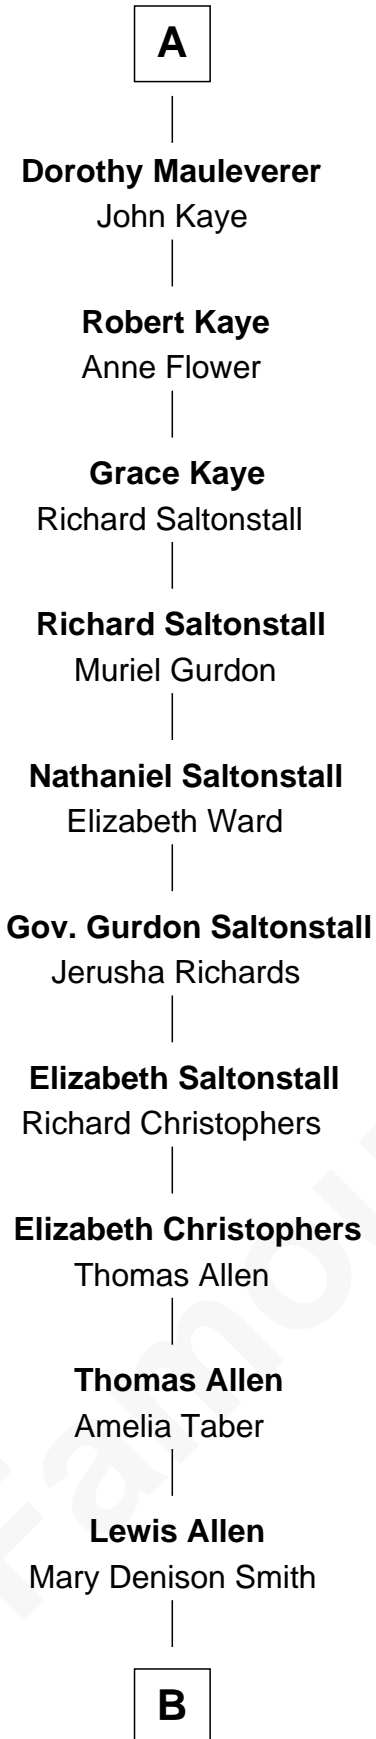 A
Dorothy Mauleverer
John Kaye
Robert Kaye
Anne Flower
Grace Kaye
Richard Saltonstall
Richard Saltonstall
Muriel Gurdon
Nathaniel Saltonstall
Elizabeth Ward
Gov. Gurdon Saltonstall
Jerusha Richards
Elizabeth Saltonstall
Richard Christophers
Elizabeth Christophers
Thomas Allen
Thomas Allen
Amelia Taber
Lewis Allen
Mary Denison Smith
B